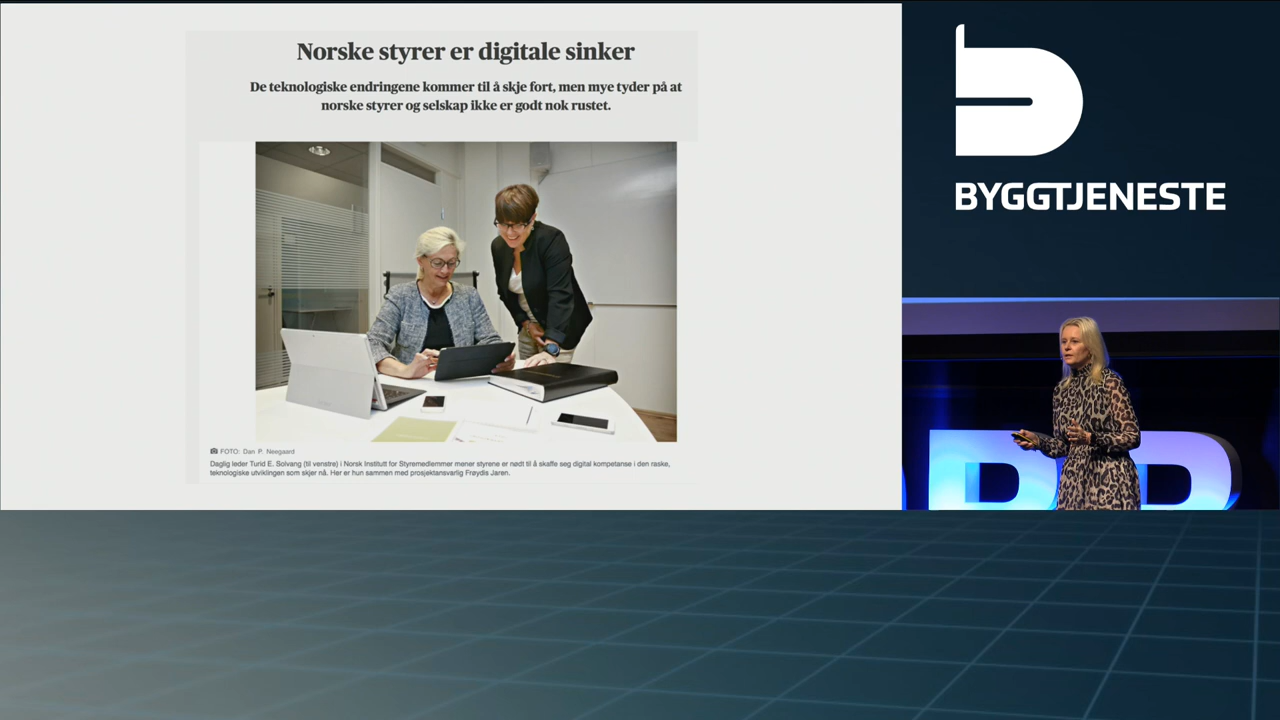 Norske styrer er digitale sinker
De teknologiske endringene kommer til å skje fort, men mye tyder på at
norske styrer og selskap ikke er godt nok rustet.
FOTO: Dan P. Neegaard
Daglig leder Turid E. Solvang (til venstre) i Norsk Institutt for Styremedlemmer mener styrene er nødt til å skaffe seg digital kompetanse i den raske,
teknologiske utviklingen som skjer nå. Her er hun sammen med prosjektansvarlig Frøydis Jaren.
BYGGTJENESTE